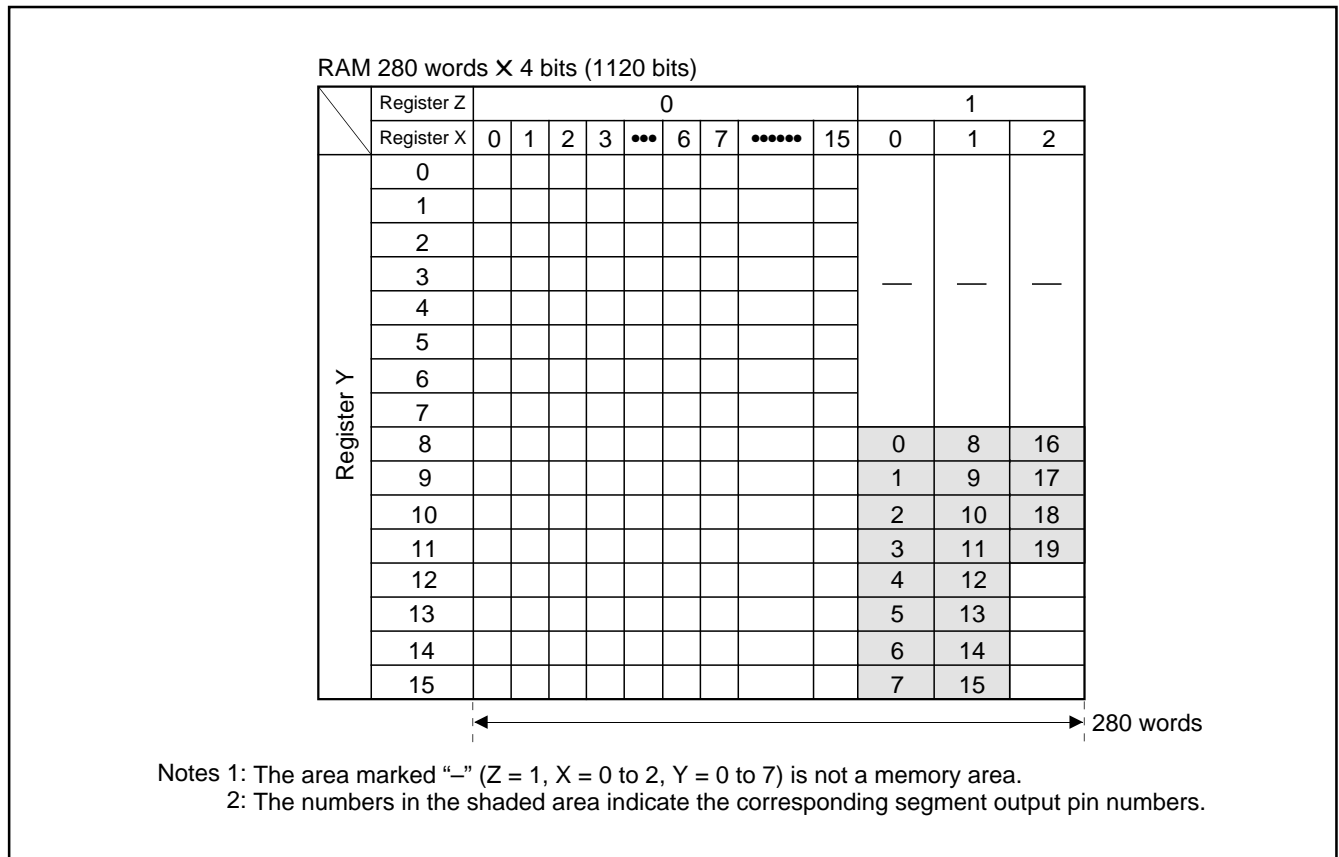 RAM 280 words ✕ 4 bits (1120 bits)
Register Z 0 1
Register X 0 1 2 3 ••• 6 7 •••••• 15 0 1 2
Register Y
0
1
2
3 — — —
4
5
6
7
8 0 8 16
9 1 9 17
10 2 10 18
11 3 11 19
12 4 12
13 5 13
14 6 14
15 7 15
280 words
Notes 1: The area marked “–” (Z = 1, X = 0 to 2, Y = 0 to 7) is not a memory area.
2: The numbers in the shaded area indicate the corresponding segment output pin numbers.